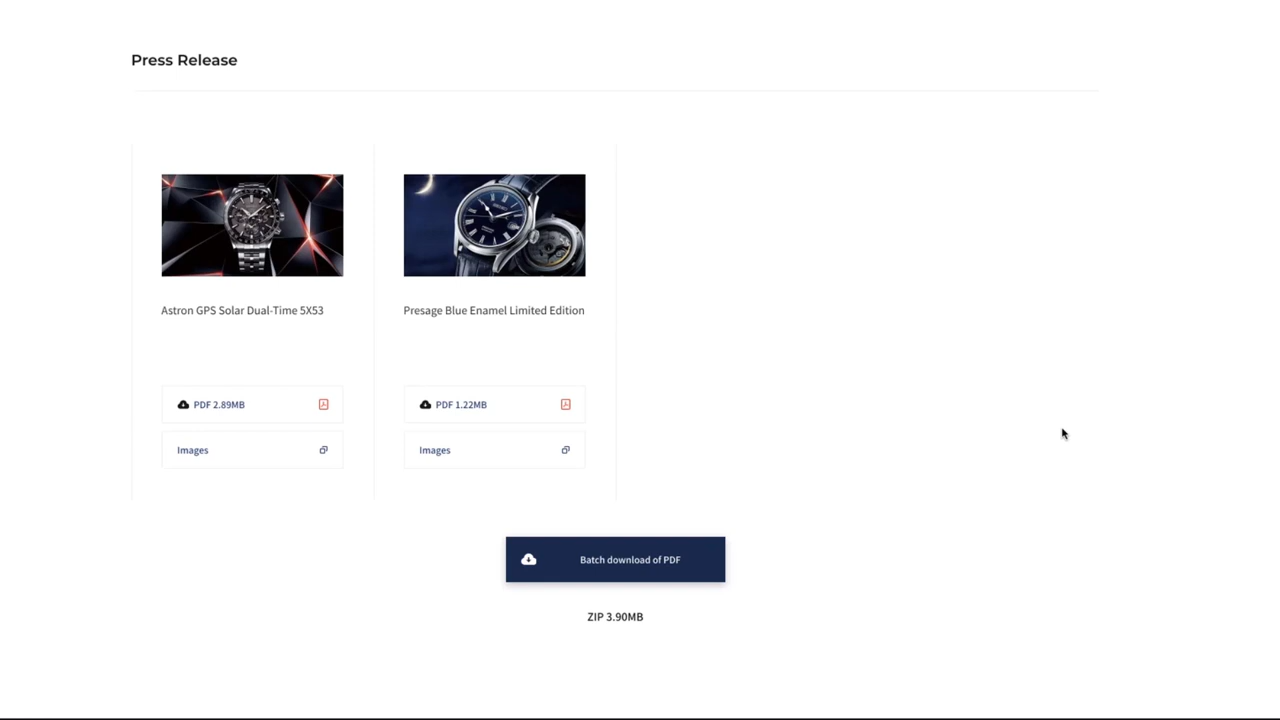 Press Release
Astron GPS Solar Dual-Time 5X53
Presage Blue Enamel Limited Edition
PDF 2.89MB
PDF 1.22MB
Images
Images
Batch download of PDF
ZIP 3.90MB